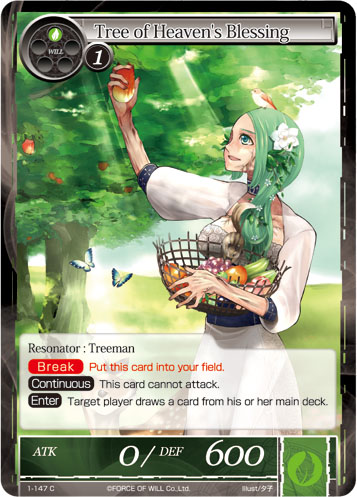 Tree of Heaven's Blessing
WILL
1
Resonator : Treeman
Break Put this card into your field.
Continuous This card cannot attack.
Enter Target player draws a card from his or her main deck.
ATK 0 / DEF 600
1-147 C ©FORCE OF WILL Co.,Ltd. Illust/夕子